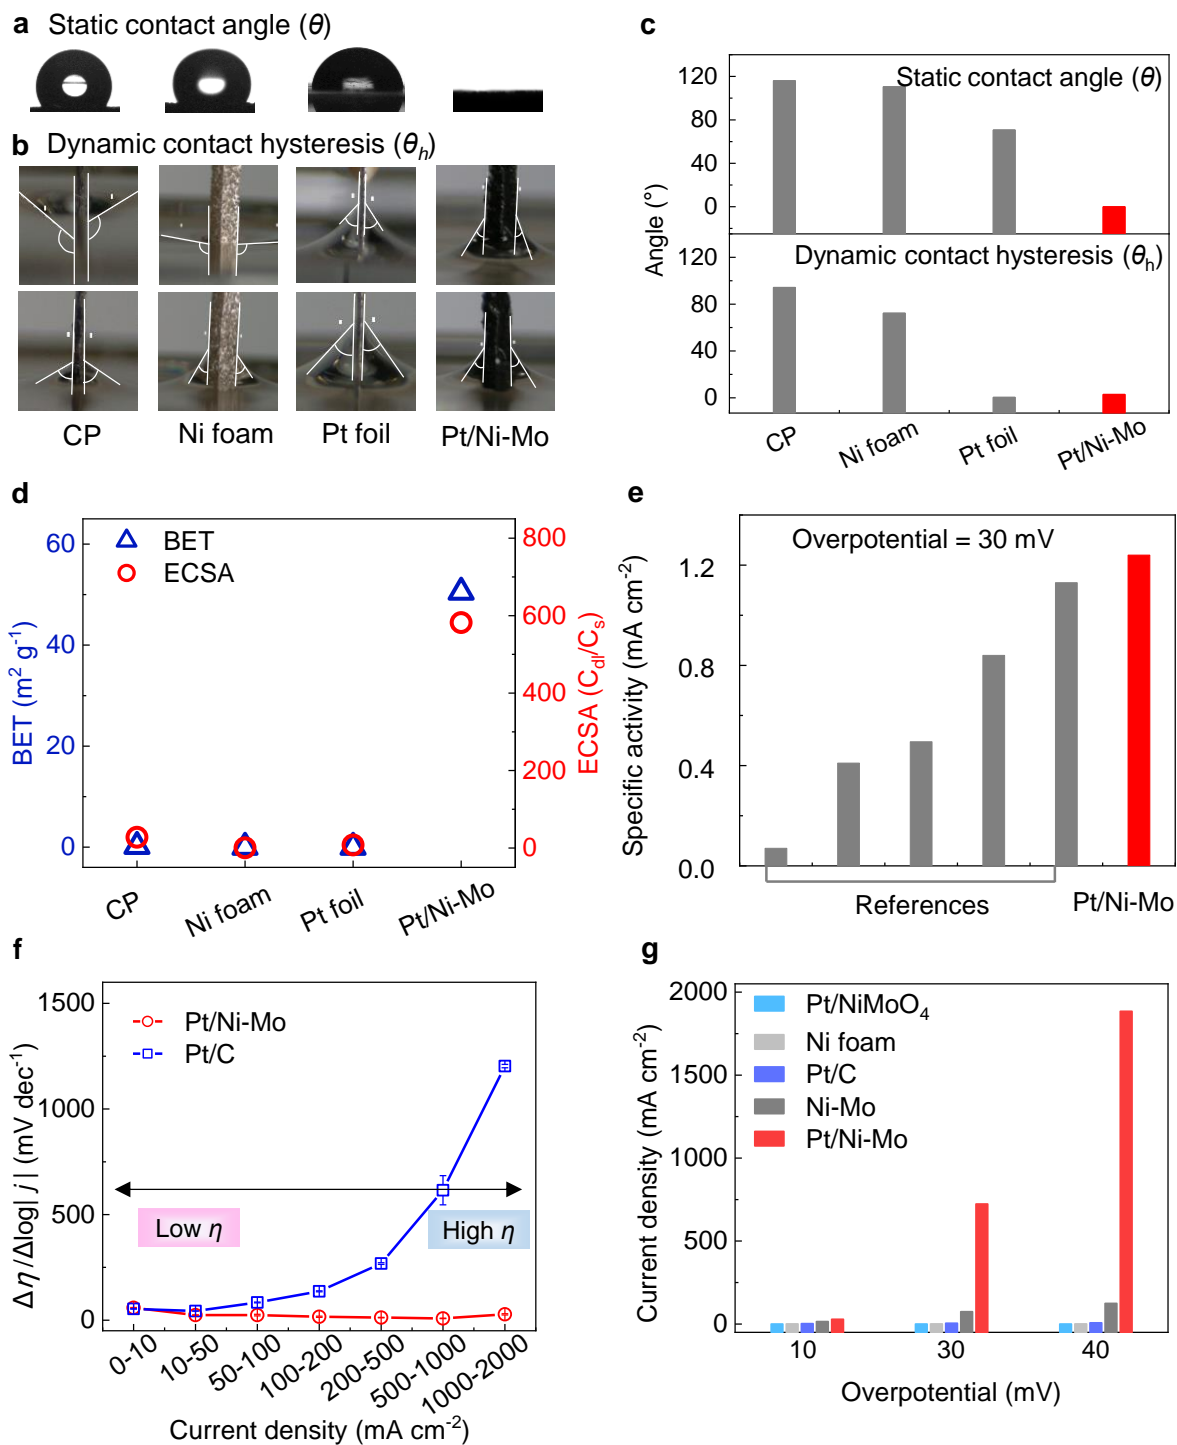 a Static contact angle (θ)
b Dynamic contact hysteresis (θh)
CP Ni foam Pt foil Pt/Ni-Mo
c
Static contact angle (θ)
120
80
40
0
Angle (°)
Dynamic contact hysteresis (θh)
120
80
40
0
CP Ni foam Pt foil Pt/Ni-Mo
d
BET
ECSA
60
40
20
0
BET (m2 g-1)
800
600
400
200
0
ECSA (Cdl/Cs)
CP Ni foam Pt foil Pt/Ni-Mo
e
Overpotential = 30 mV
1.2
0.8
0.4
0.0
Specific activity (mA cm-2)
References Pt/Ni-Mo
f
Pt/Ni-Mo
Pt/C
1500
1000
500
0
Δη/Δlog| j | (mV dec-1)
Low η High η
0-10 10-50 50-100 100-200 200-500 500-1000 1000-2000
Current density (mA cm-2)
g
Pt/NiMoO4
Ni foam
Pt/C
Ni-Mo
Pt/Ni-Mo
2000
1500
1000
500
0
Current density (mA cm-2)
10 30 40
Overpotential (mV)